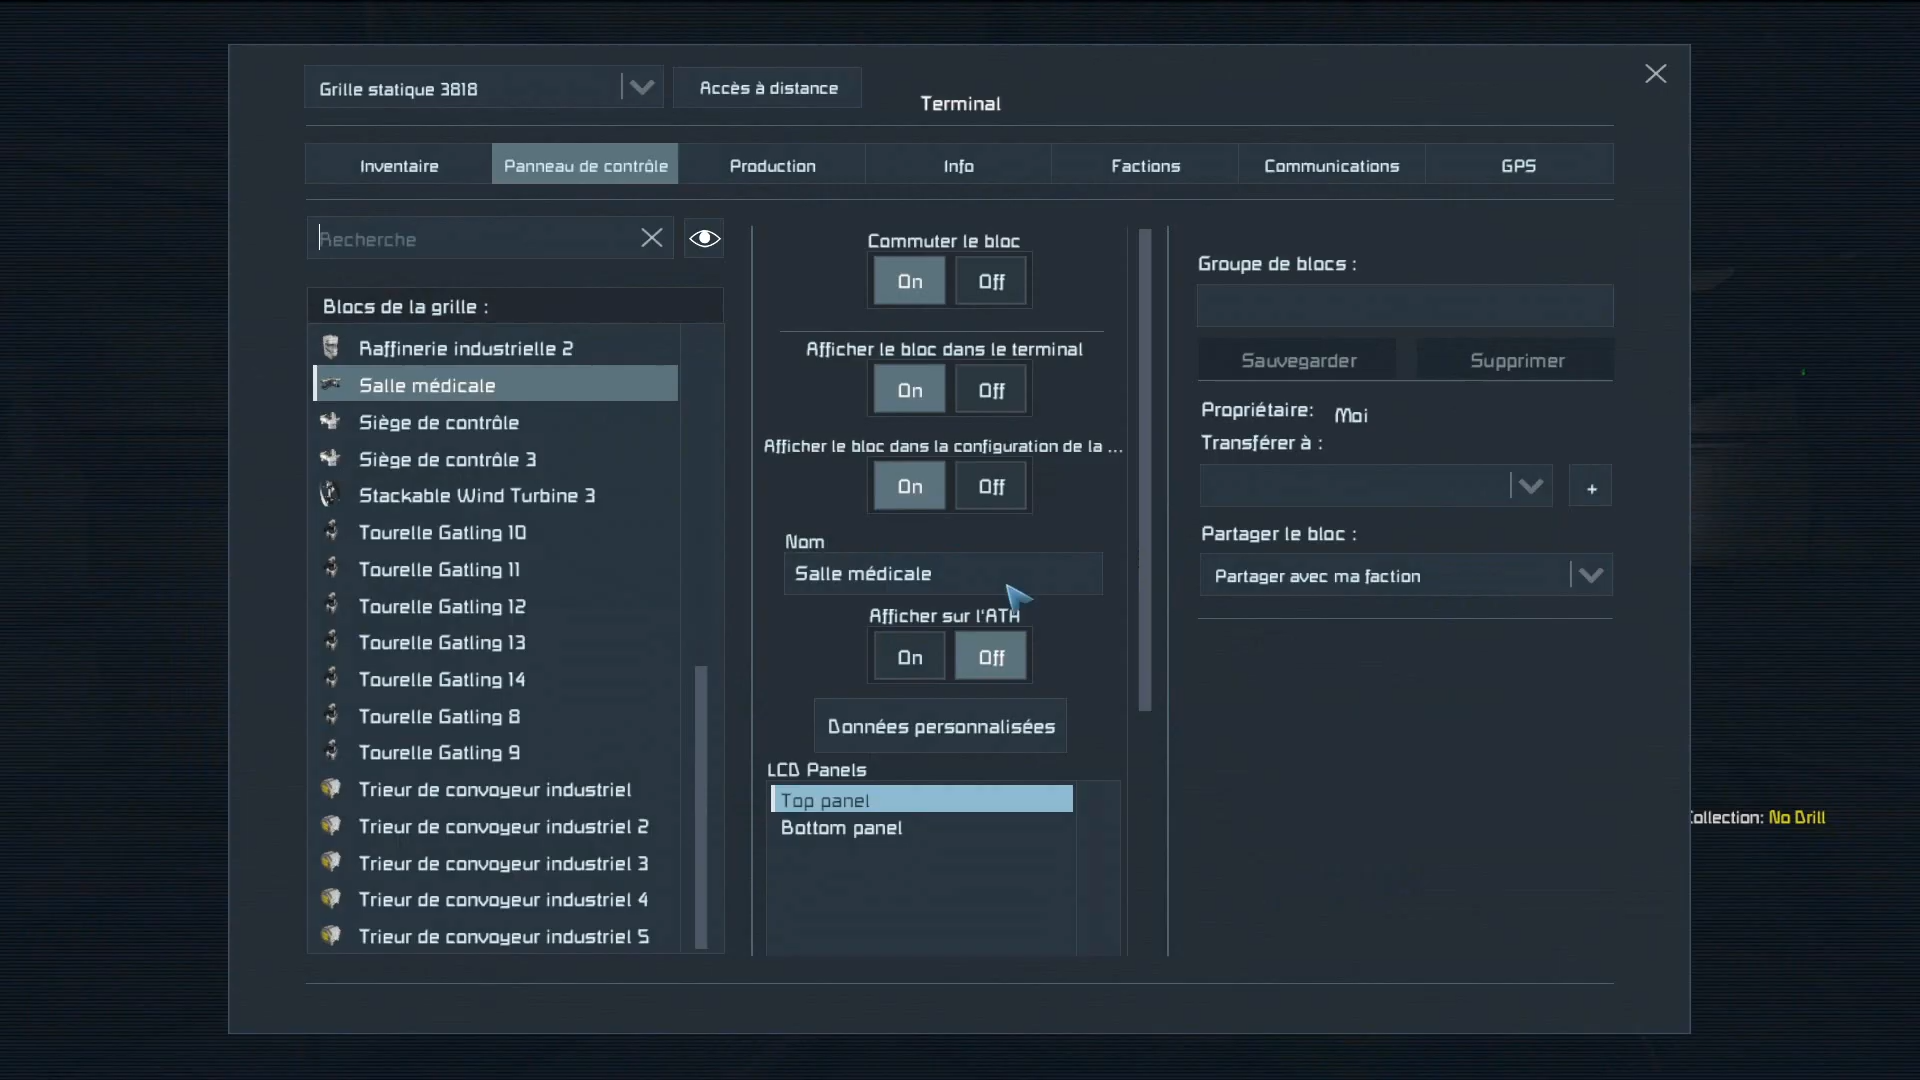 Grille statique 3818
Accès à distance
Terminal
Inventaire
Panneau de contrôle
Production
Info
Factions
Communications
GPS
Recherche
Blocs de la grille :
Raffinerie industrielle 2
Salle médicale
Siège de contrôle
Siège de contrôle 3
Stackable Wind Turbine 3
Tourelle Gatling 10
Tourelle Gatling 11
Tourelle Gatling 12
Tourelle Gatling 13
Tourelle Gatling 14
Tourelle Gatling 8
Tourelle Gatling 9
Trieur de convoyeur industriel
Trieur de convoyeur industriel 2
Trieur de convoyeur industriel 3
Trieur de convoyeur industriel 4
Trieur de convoyeur industriel 5
Commuter le bloc
On Off
Afficher le bloc dans le terminal
On Off
Afficher le bloc dans la configuration de la ...
On Off
Nom
Salle médicale
Afficher sur l'ATH
On Off
Données personnalisées
LCD Panels
Top panel
Bottom panel
Groupe de blocs :
Sauvegarder
Supprimer
Propriétaire: Moi
Transférer à :
+
Partager le bloc :
Partager avec ma faction
Collection: No Drill